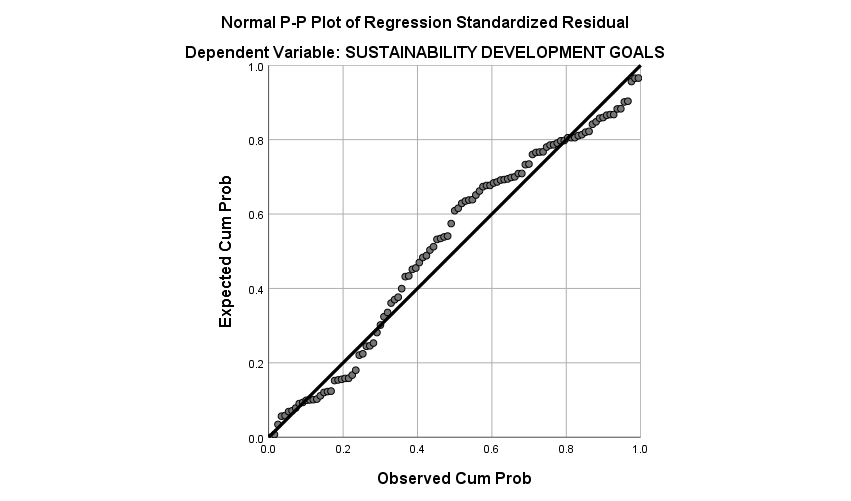 Normal P-P Plot of Regression Standardized Residual
Dependent Variable: SUSTAINABILITY DEVELOPMENT GOALS
1.0
0.8
0.6
0.4
0.2
0.0
Expected Cum Prob
0.0 0.2 0.4 0.6 0.8 1.0
Observed Cum Prob